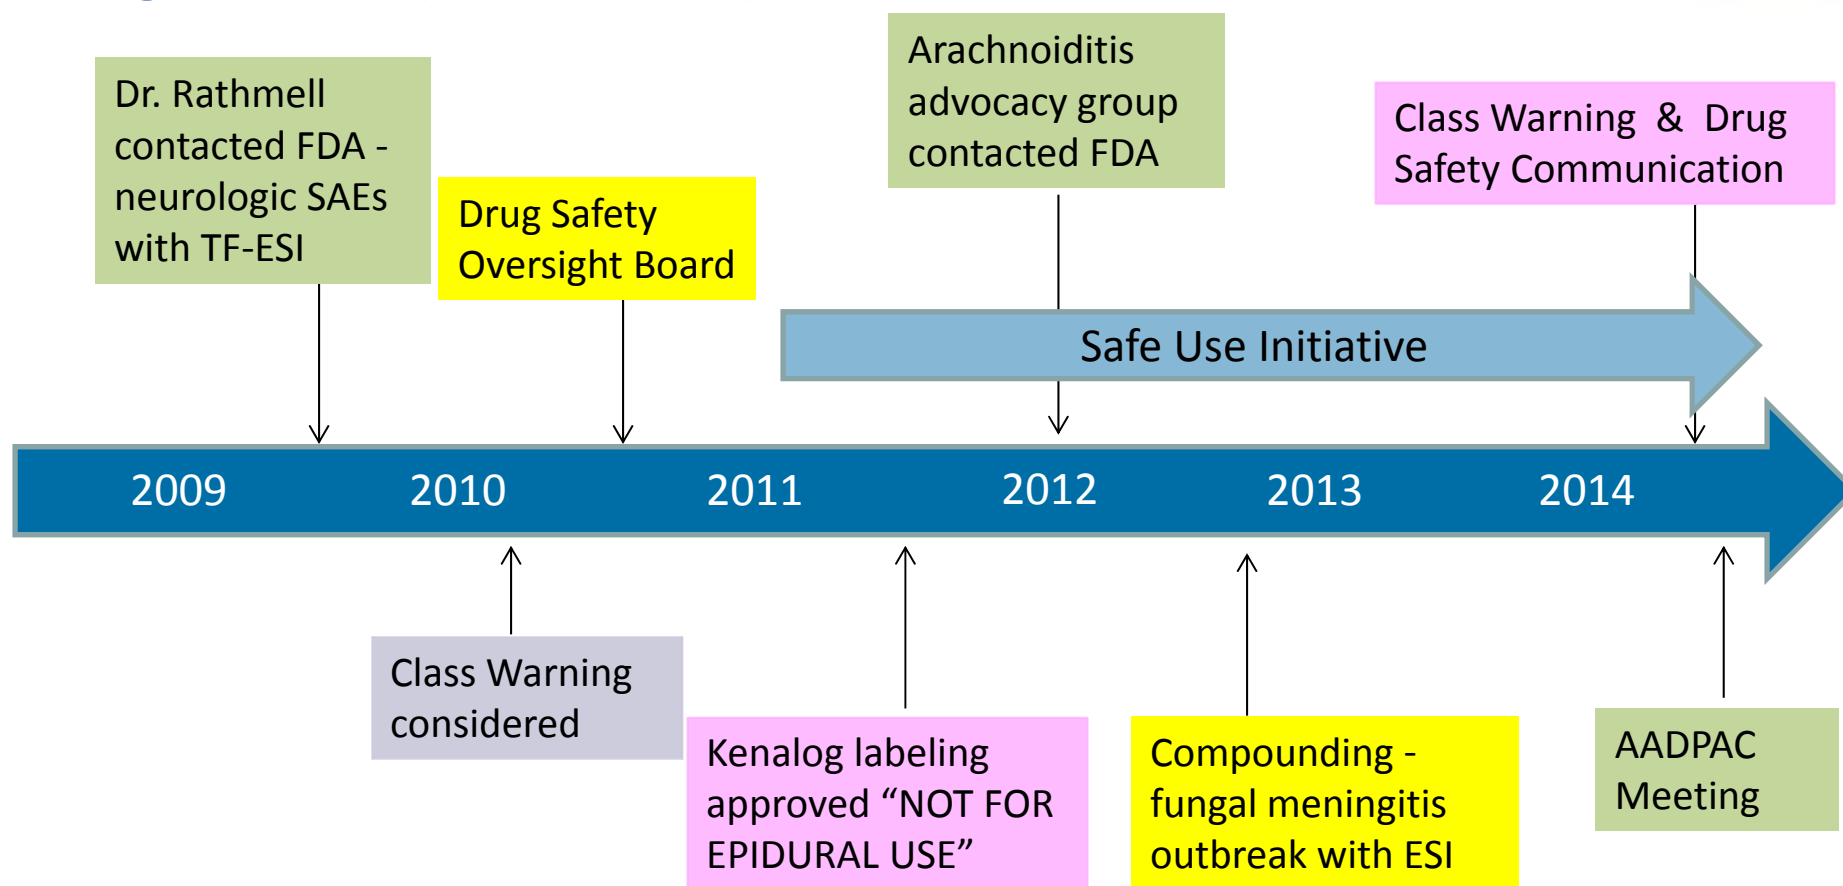 Dr. Rathmell
contacted FDA -
neurologic SAEs
with TF-ESI
Drug Safety
Oversight Board
Arachnoiditis
advocacy group
contacted FDA
Class Warning & Drug
Safety Communication
Safe Use Initiative
2009 2010 2011 2012 2013 2014
Class Warning
considered
Kenalog labeling
approved “NOT FOR
EPIDURAL USE”
Compounding -
fungal meningitis
outbreak with ESI
AADPAC
Meeting